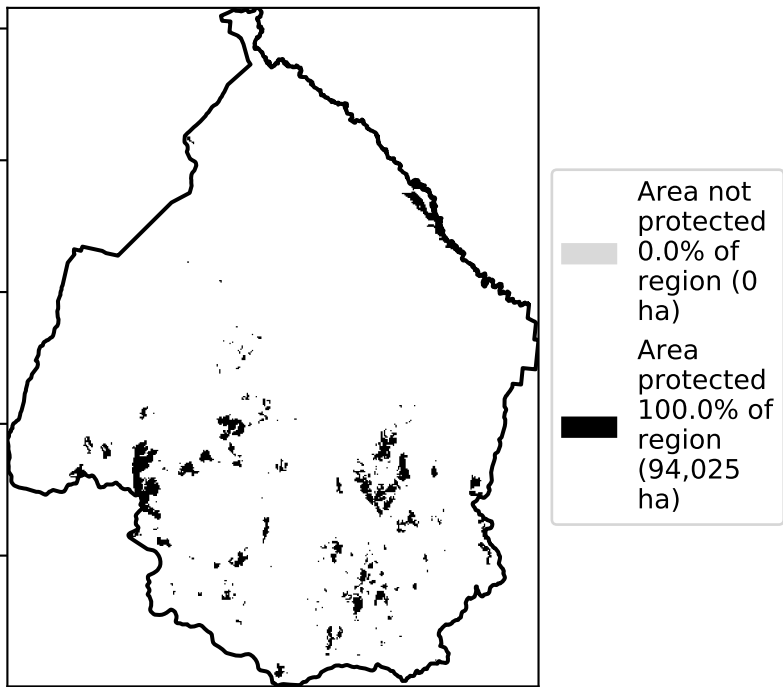 Area not
protected
0.0% of
region (0
ha)
Area
protected
100.0% of
region
(94,025
ha)